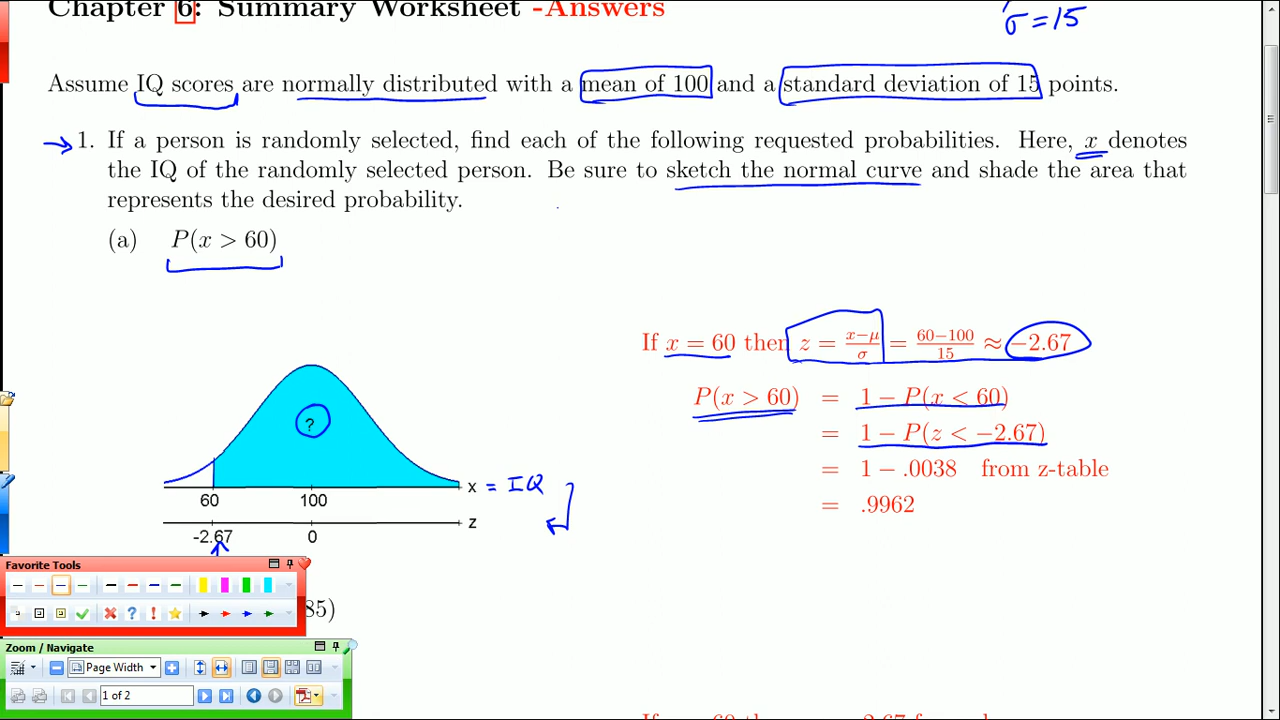 Chapter 6: Summary Worksheet -Answers
σ = 15
Assume IQ scores are normally distributed with a mean of 100 and a standard deviation of 15 points.
1. If a person is randomly selected, find each of the following requested probabilities. Here, x denotes
the IQ of the randomly selected person. Be sure to sketch the normal curve and shade the area that
represents the desired probability.
(a) P(x > 60)
If x = 60 then z = x−μ/σ = 60−100/15 ≈ −2.67
P(x > 60) = 1 − P(x < 60)
= 1 − P(z < −2.67)
= 1 − .0038 from z-table
= .9962
?
x = IQ
60 100
z
-2.67 0
Favorite Tools
85)
Zoom / Navigate
Page Width
1 of 2